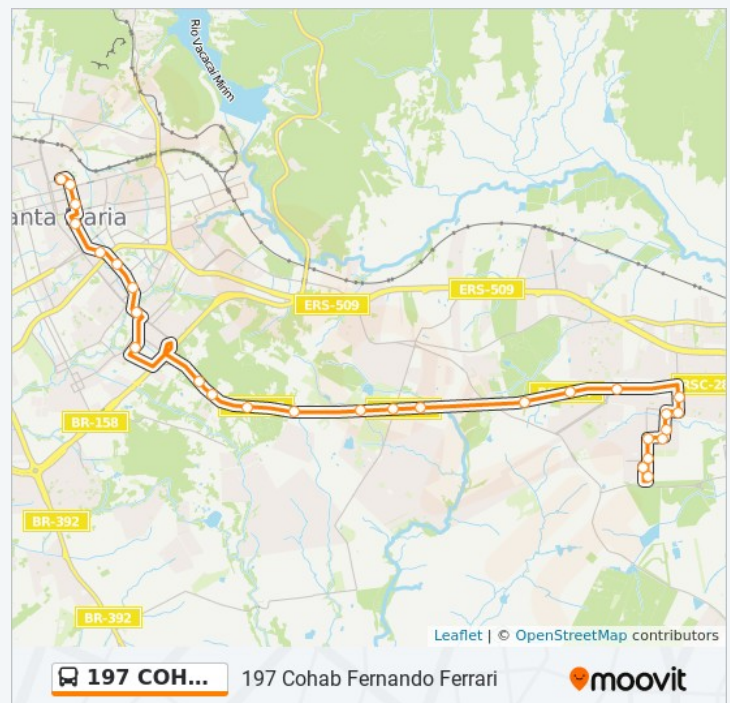 Rio Vacacaí Mirim
anta Maria
ERS-509
ERS-509
RSC-28
BR-158
BR-392
BR-392
Leaflet | © OpenStreetMap contributors
197 COH... 197 Cohab Fernando Ferrari moovit